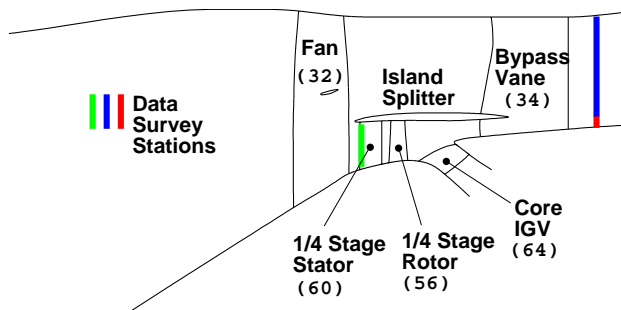 Fan
(32)
Island
Splitter
Bypass
Vane
(34)
Data
Survey
Stations
1/4 Stage
Stator
(60)
1/4 Stage
Rotor
(56)
Core
IGV
(64)